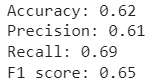 Accuracy: 0.62
Precision: 0.61
Recall: 0.69
F1 score: 0.65